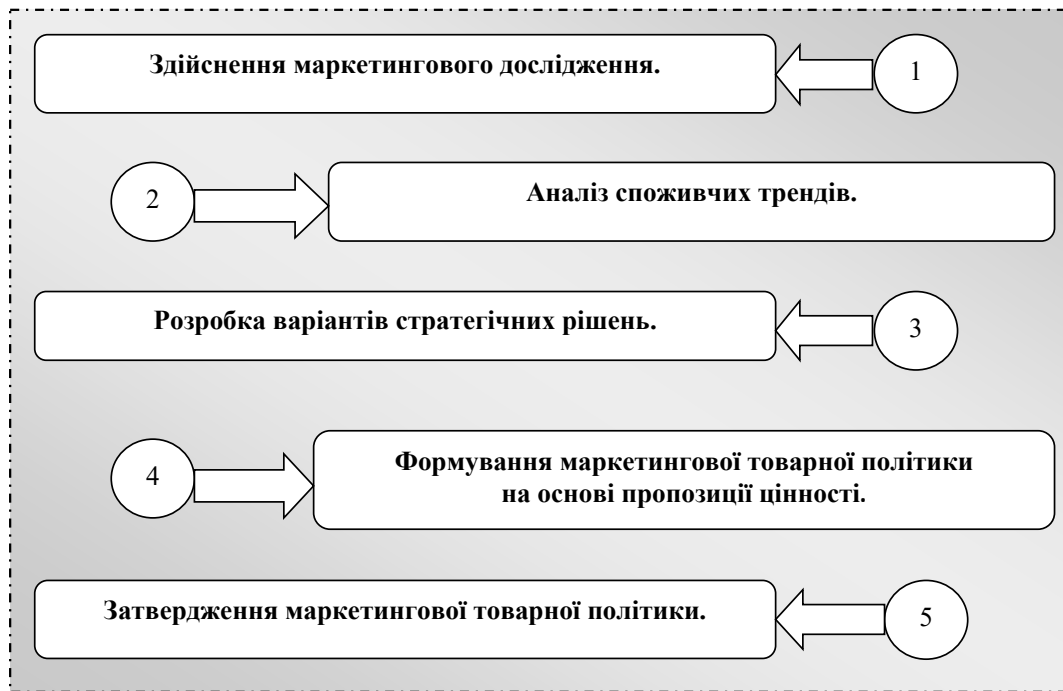 Здійснення маркетингового дослідження.
1
2
Аналіз споживчих трендів.
Розробка варіантів стратегічних рішень.
3
4
Формування маркетингової товарної політики
на основі пропозиції цінності.
Затвердження маркетингової товарної політики.
5